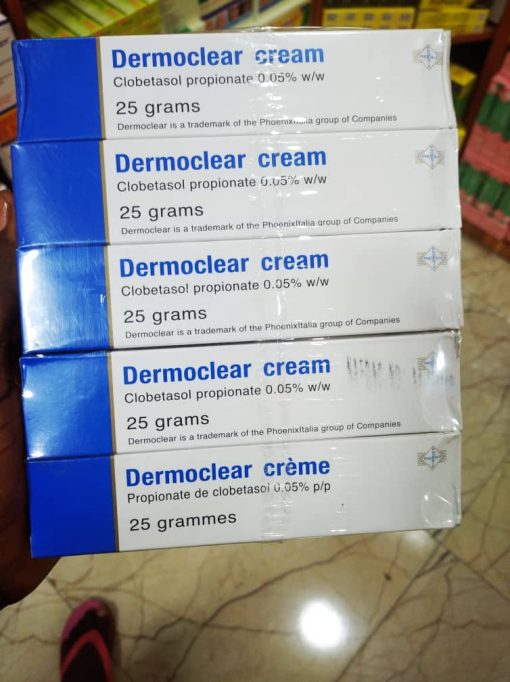 Dermoclear cream
Clobetasol propionate 0.05% w/w
25 grams
Dermoclear is a trademark of the PhoenixItalia group of Companies
Dermoclear cream
Clobetasol propionate 0.05% w/w
25 grams
Dermoclear is a trademark of the PhoenixItalia group of Companies
Dermoclear cream
Clobetasol propionate 0.05% w/w
25 grams
Dermoclear is a trademark of the PhoenixItalia group of Companies
Dermoclear cream
Clobetasol propionate 0.05% w/w
25 grams
Dermoclear is a trademark of the PhoenixItalia group of Companies
Dermoclear crème
Propionate de clobetasol 0.05% p/p
25 grammes